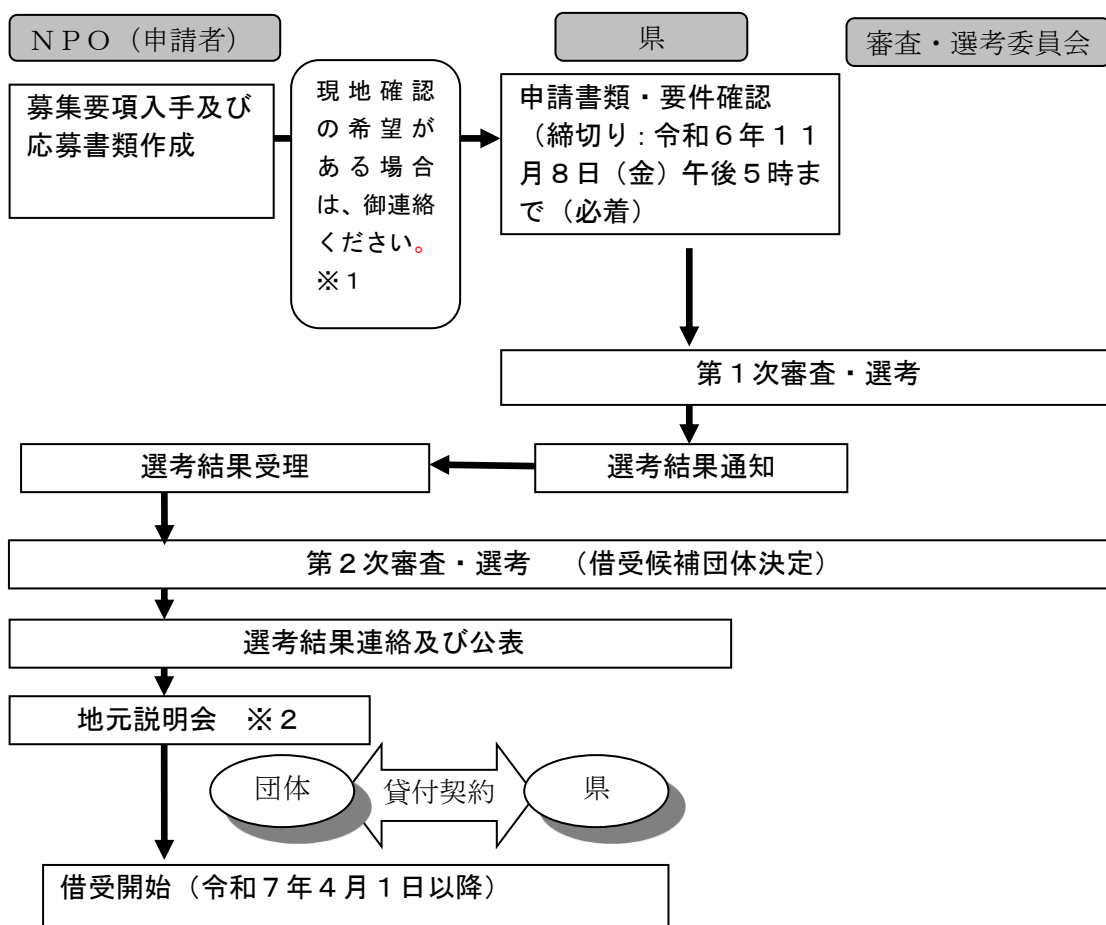 ＮＰＯ（申請者）
県
審査・選考委員会
募集要項入手及び
応募書類作成
現地確認
の希望が
ある場合
は、御連絡
ください。
※１
申請書類・要件確認
（締切り：令和６年１１
月８日（金）午後５時ま
で（必着）
第１次審査・選考
選考結果受理
選考結果通知
第２次審査・選考　（借受候補団体決定）
選考結果連絡及び公表
地元説明会　※２
団体
貸付契約
県
借受開始（令和７年４月１日以降）